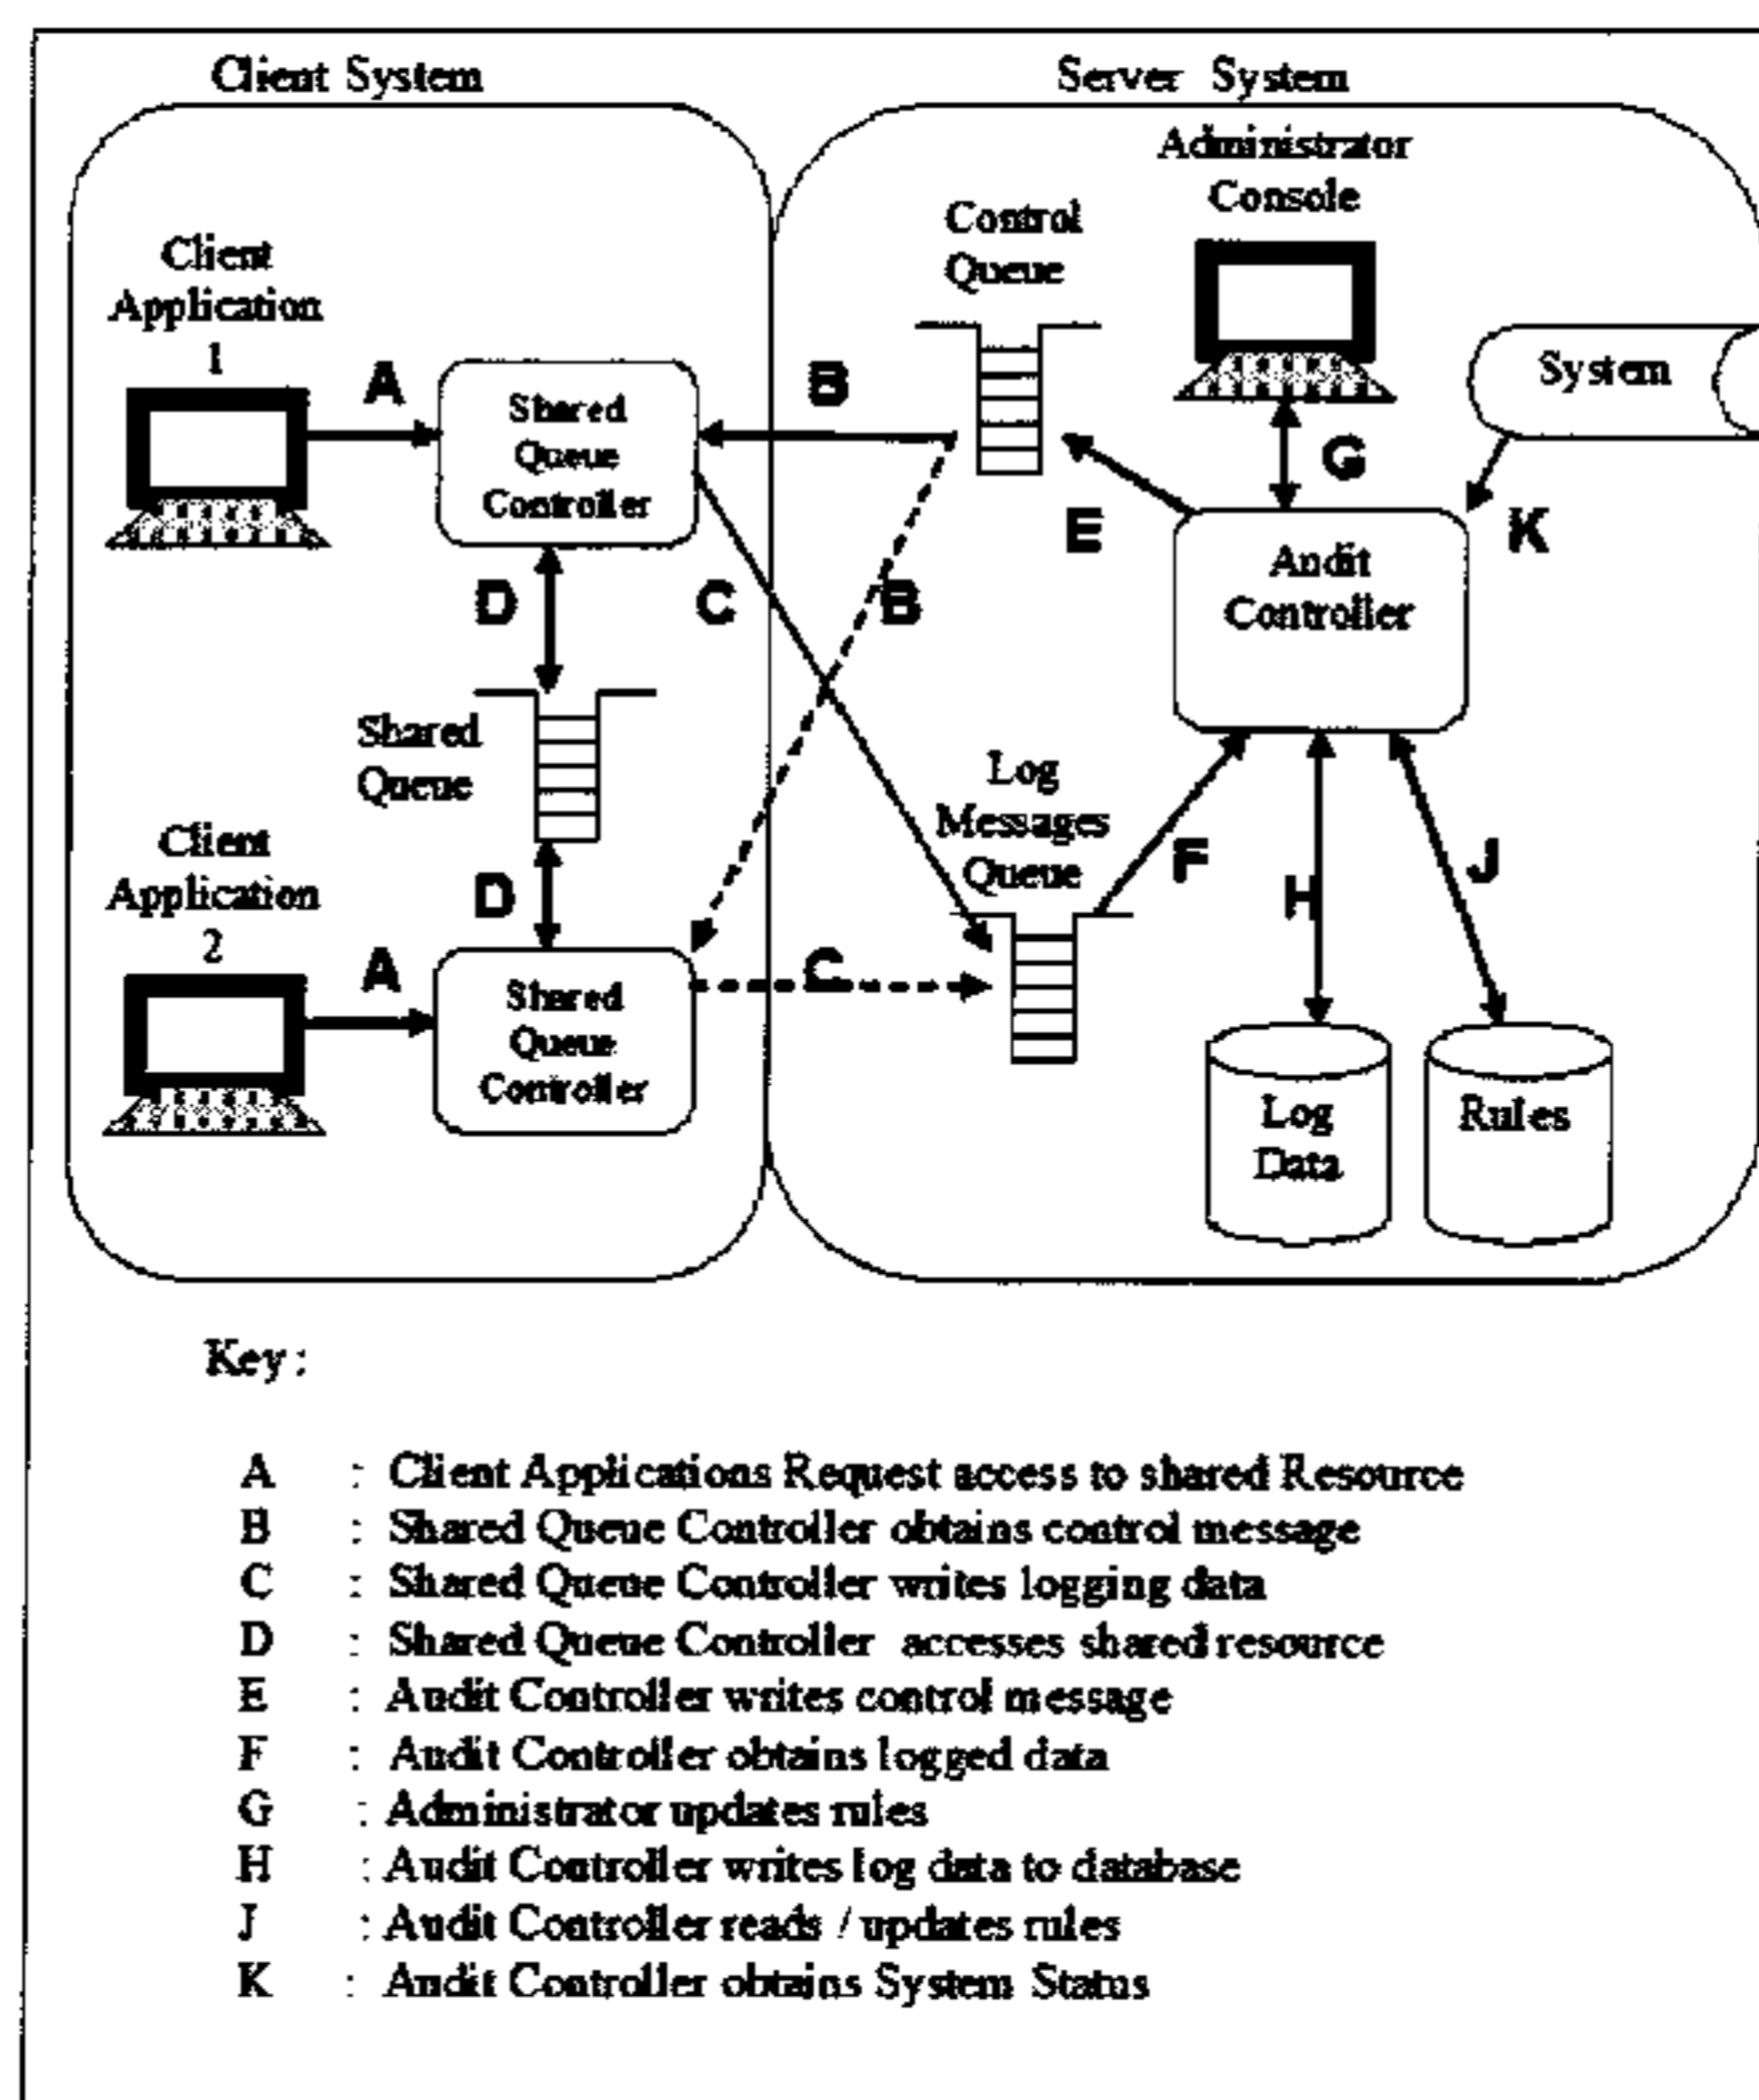 Client System
Server System
Administrator
Console
Control
Queue
Client
Application
1
System
A
Shared
Queue
Controller
B
G
E
K
Audit
Controller
D
C
B
Shared
Queue
Log
Messages
Queue
Client
Application
2
F
H
J
D
A
C
Shared
Queue
Controller
Log
Data
Rules
Key :
A : Client Applications Request access to shared Resource
B : Shared Queue Controller obtains control message
C : Shared Queue Controller writes logging data
D : Shared Queue Controller accesses shared resource
E : Audit Controller writes control message
F : Audit Controller obtains logged data
G : Administrator updates rules
H : Audit Controller writes log data to database
J : Audit Controller reads / updates rules
K : Audit Controller obtains System Status